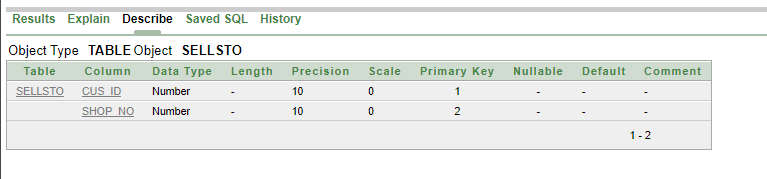 Results Explain Describe Saved SQL History
Object Type TABLE Object SELLSTO
Table Column Data Type Length Precision Scale Primary Key Nullable Default Comment
SELLSTO CUS_ID Number - 10 0 1 - - -
SHOP_NO Number - 10 0 2 - - -
1 - 2